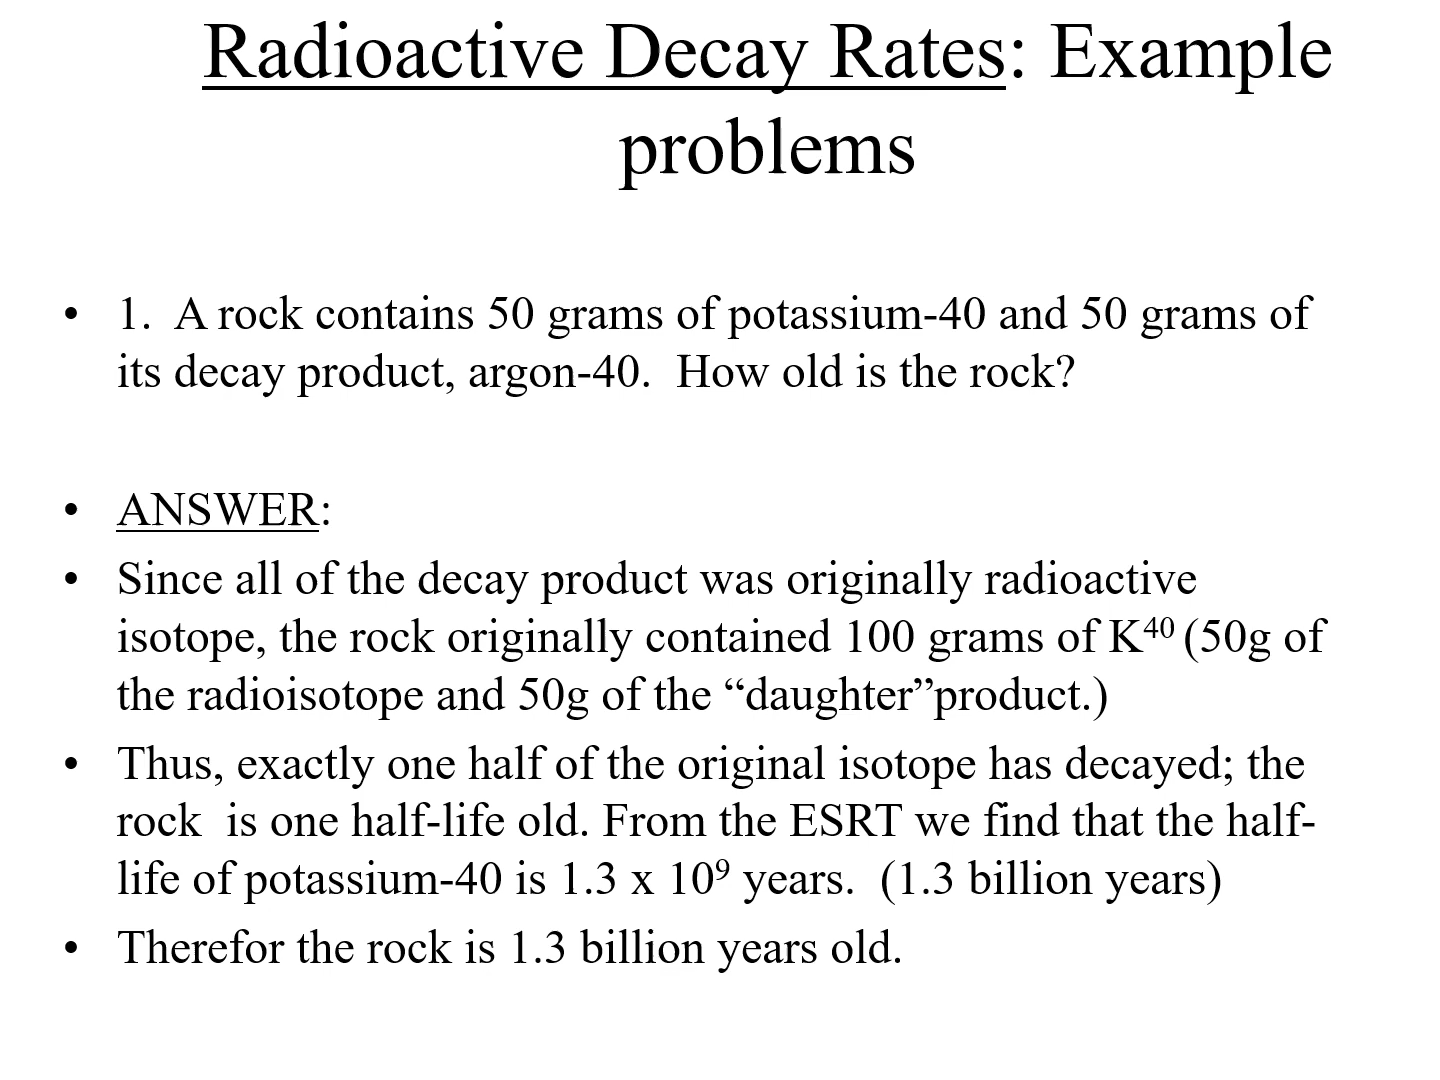 Radioactive Decay Rates: Example
problems
• 1.  A rock contains 50 grams of potassium-40 and 50 grams of
its decay product, argon-40.  How old is the rock?
• ANSWER:
• Since all of the decay product was originally radioactive
isotope, the rock originally contained 100 grams of K⁴⁰ (50g of
the radioisotope and 50g of the “daughter”product.)
• Thus, exactly one half of the original isotope has decayed; the
rock  is one half-life old. From the ESRT we find that the half-
life of potassium-40 is 1.3 x 10⁹ years.  (1.3 billion years)
• Therefor the rock is 1.3 billion years old.